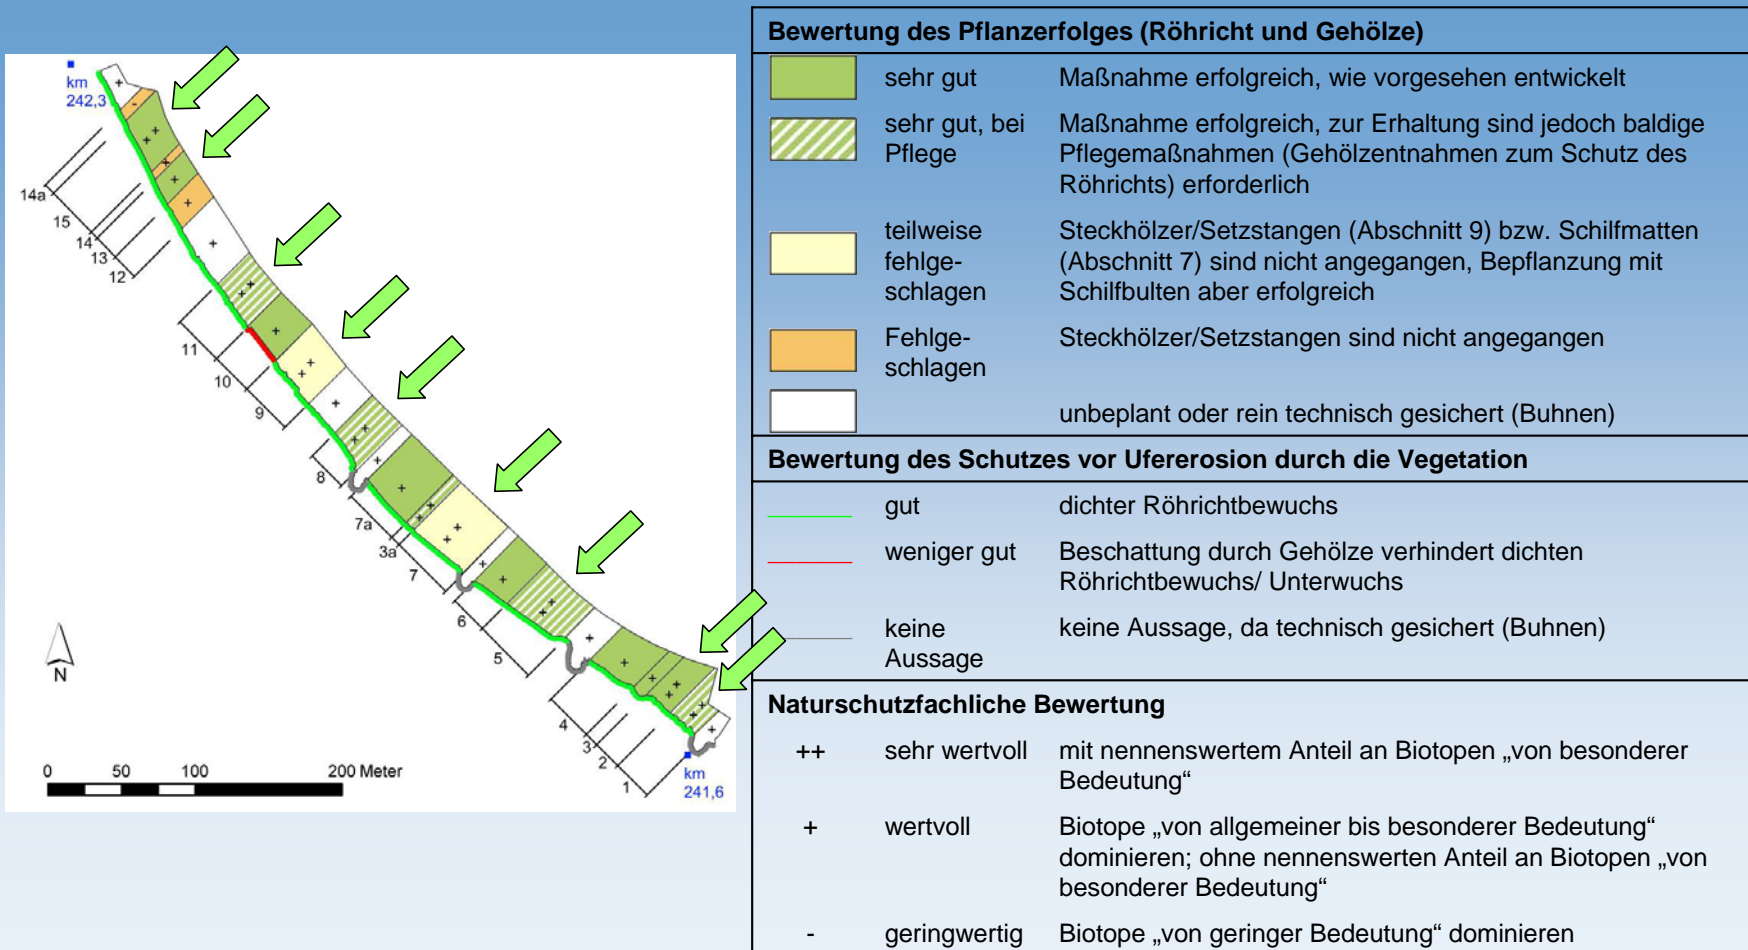 km
242,3
14a
15
14
13
12
11
10
9
8
7a
3a
7
6
5
4
3
2
1
km
241,6
N
0 50 100 200 Meter
Bewertung des Pflanzerfolges (Röhricht und Gehölze)
sehr gut Maßnahme erfolgreich, wie vorgesehen entwickelt
sehr gut, bei Maßnahme erfolgreich, zur Erhaltung sind jedoch baldige
Pflege Pflegemaßnahmen (Gehölzentnahmen zum Schutz des
Röhrichts) erforderlich
teilweise Steckhölzer/Setzstangen (Abschnitt 9) bzw. Schilfmatten
fehlge- (Abschnitt 7) sind nicht angegangen, Bepflanzung mit
schlagen Schilfbulten aber erfolgreich
Fehlge- Steckhölzer/Setzstangen sind nicht angegangen
schlagen
unbeplant oder rein technisch gesichert (Buhnen)
Bewertung des Schutzes vor Ufererosion durch die Vegetation
gut dichter Röhrichtbewuchs
weniger gut Beschattung durch Gehölze verhindert dichten
Röhrichtbewuchs/ Unterwuchs
keine keine Aussage, da technisch gesichert (Buhnen)
Aussage
Naturschutzfachliche Bewertung
++ sehr wertvoll mit nennenswertem Anteil an Biotopen „von besonderer
Bedeutung“
+ wertvoll Biotope „von allgemeiner bis besonderer Bedeutung“
dominieren; ohne nennenswerten Anteil an Biotopen „von
besonderer Bedeutung“
- geringwertig Biotope „von geringer Bedeutung” dominieren